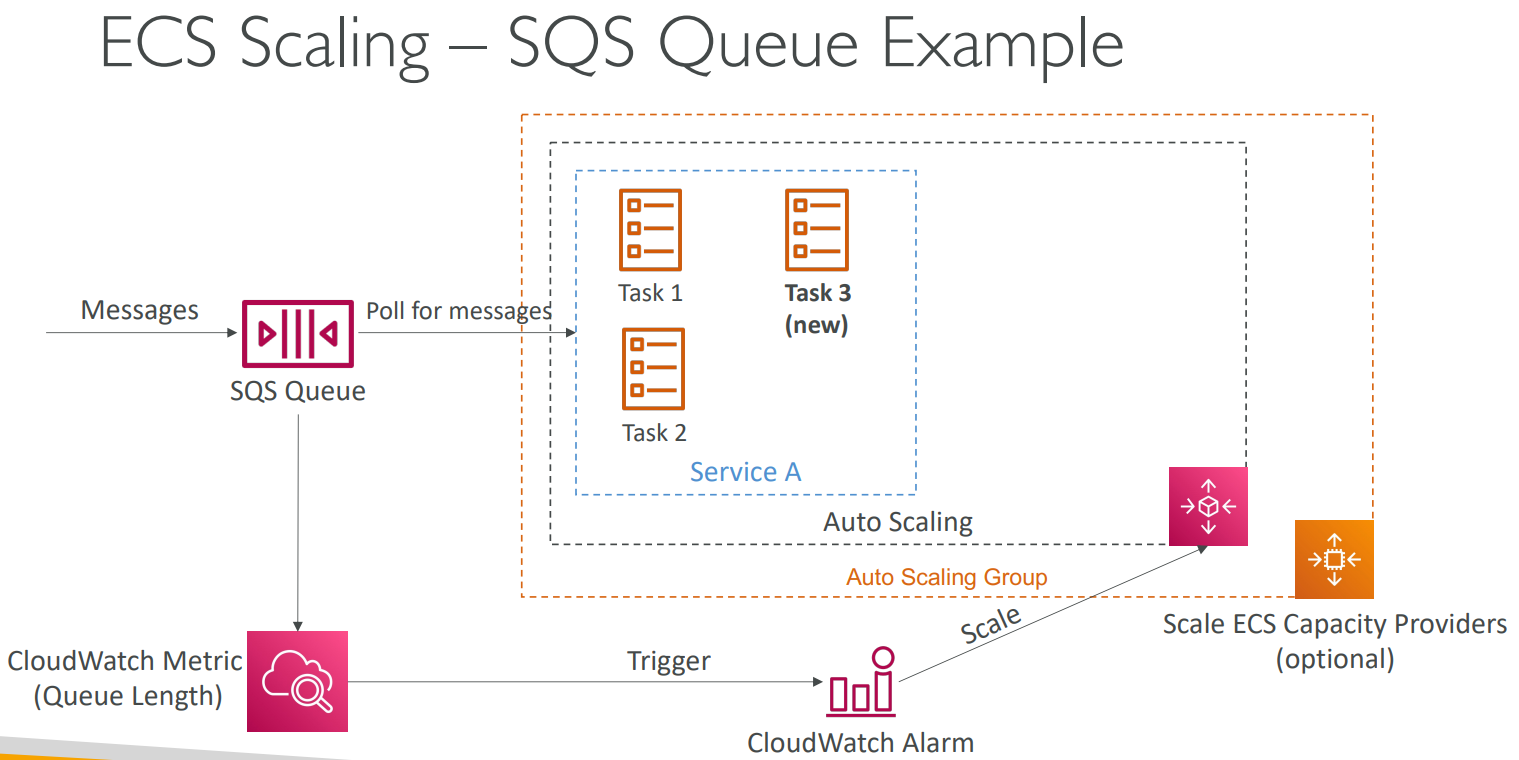 ECS Scaling – SQS Queue Example
Messages
SQS Queue
Poll for messages
Task 1
Task 3
(new)
Task 2
Service A
Auto Scaling
Auto Scaling Group
Scale ECS Capacity Providers
(optional)
CloudWatch Metric
(Queue Length)
Trigger
CloudWatch Alarm
Scale